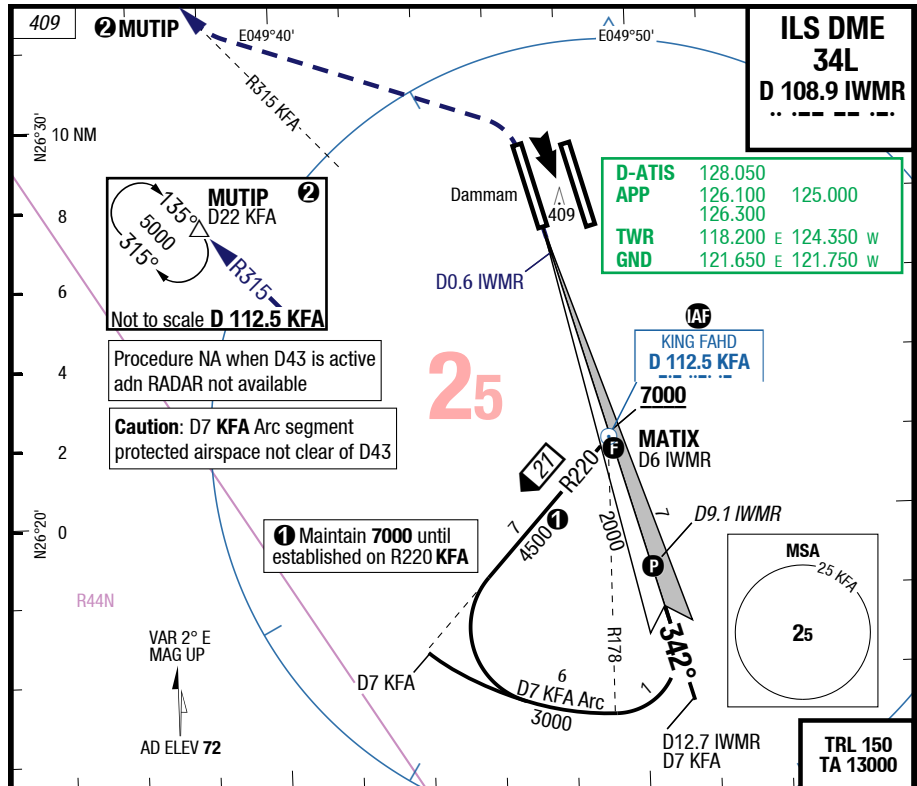 409
❷ MUTIP
E049°40'
E049°50'
ILS DME
34L
D 108.9 IWMR
R315 KFA
N26°30'
10 NM
8
6
4
2
0
N26°20'
MUTIP
❷
D22 KFA
135°
5000
315°
R315
Not to scale D 112.5 KFA
Dammam
409
D-ATIS 128.050
APP 126.100 125.000
126.300
TWR 118.200 E 124.350 W
GND 121.650 E 121.750 W
D0.6 IWMR
IAF
KING FAHD
D 112.5 KFA
7000
Procedure NA when D43 is active
adn RADAR not available
Caution: D7 KFA Arc segment
protected airspace not clear of D43
25
MATIX
D6 IWMR
F
21
R220
7
4500 ❶
2000
7
D9.1 IWMR
P
❶ Maintain 7000 until
established on R220 KFA
MSA
25 KFA
25
R44N
VAR 2° E
MAG UP
AD ELEV 72
R178
342°
D7 KFA
6
D7 KFA Arc
3000
1
D12.7 IWMR
D7 KFA
TRL 150
TA 13000